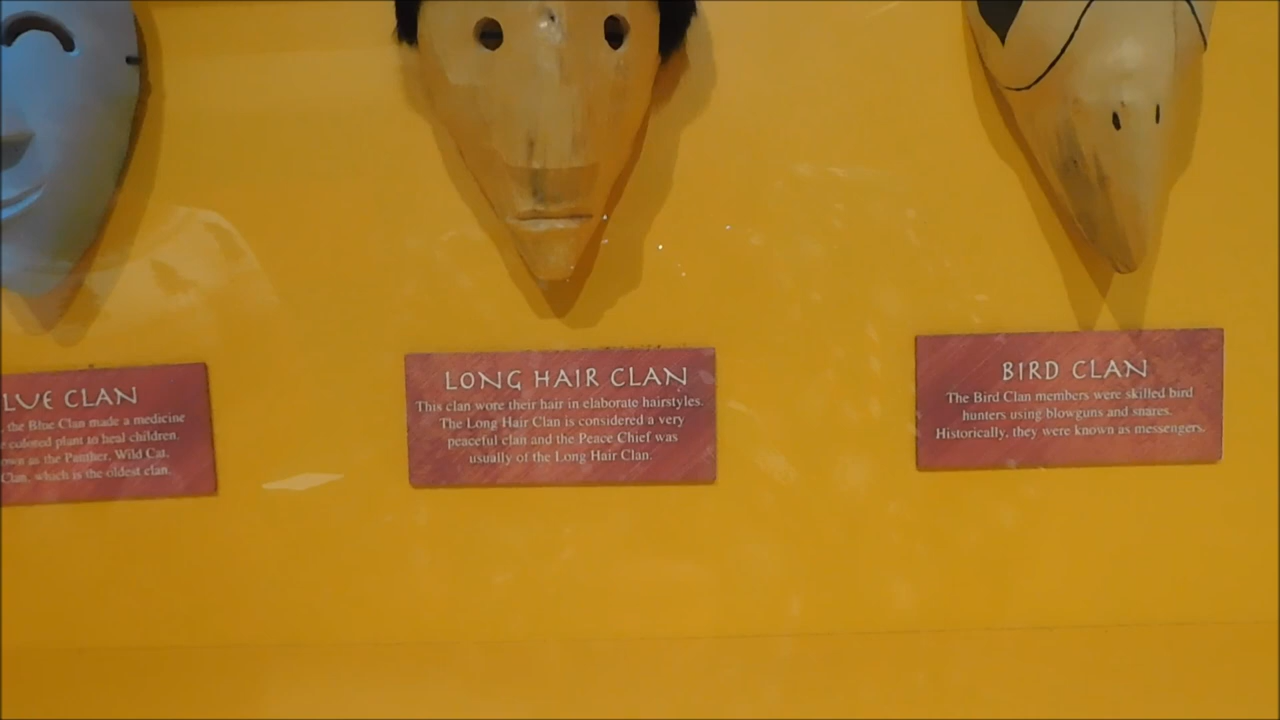 LUE CLAN
, the Blue Clan made a medicine
colored plant to heal children.
as the Panther, Wild Cat,
Clan, which is the oldest clan.
LONG HAIR CLAN
This clan wore their hair in elaborate hairstyles.
The Long Hair Clan is considered a very
peaceful clan and the Peace Chief was
usually of the Long Hair Clan.
BIRD CLAN
The Bird Clan members were skilled bird
hunters using blowguns and snares.
Historically, they were known as messengers.